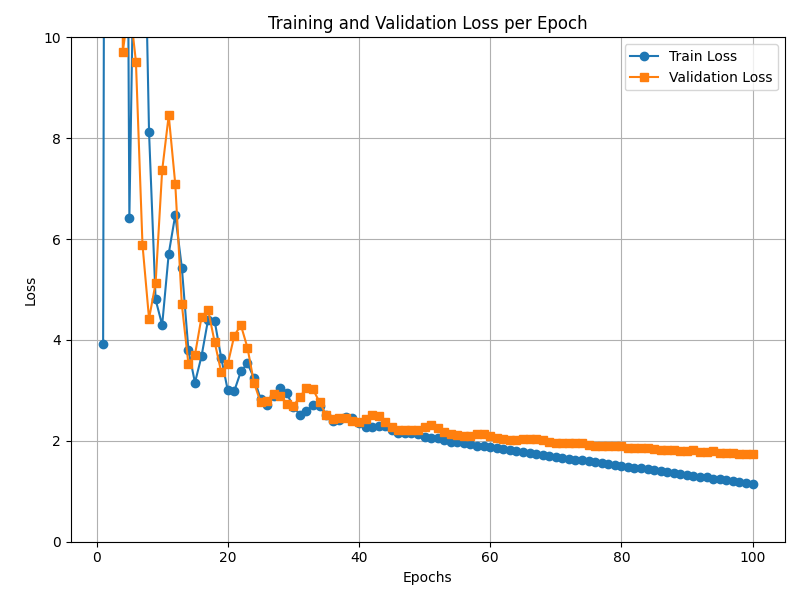 Training and Validation Loss per Epoch
Train Loss
Validation Loss
10
8
6
4
2
0
Loss
0 20 40 60 80 100
Epochs